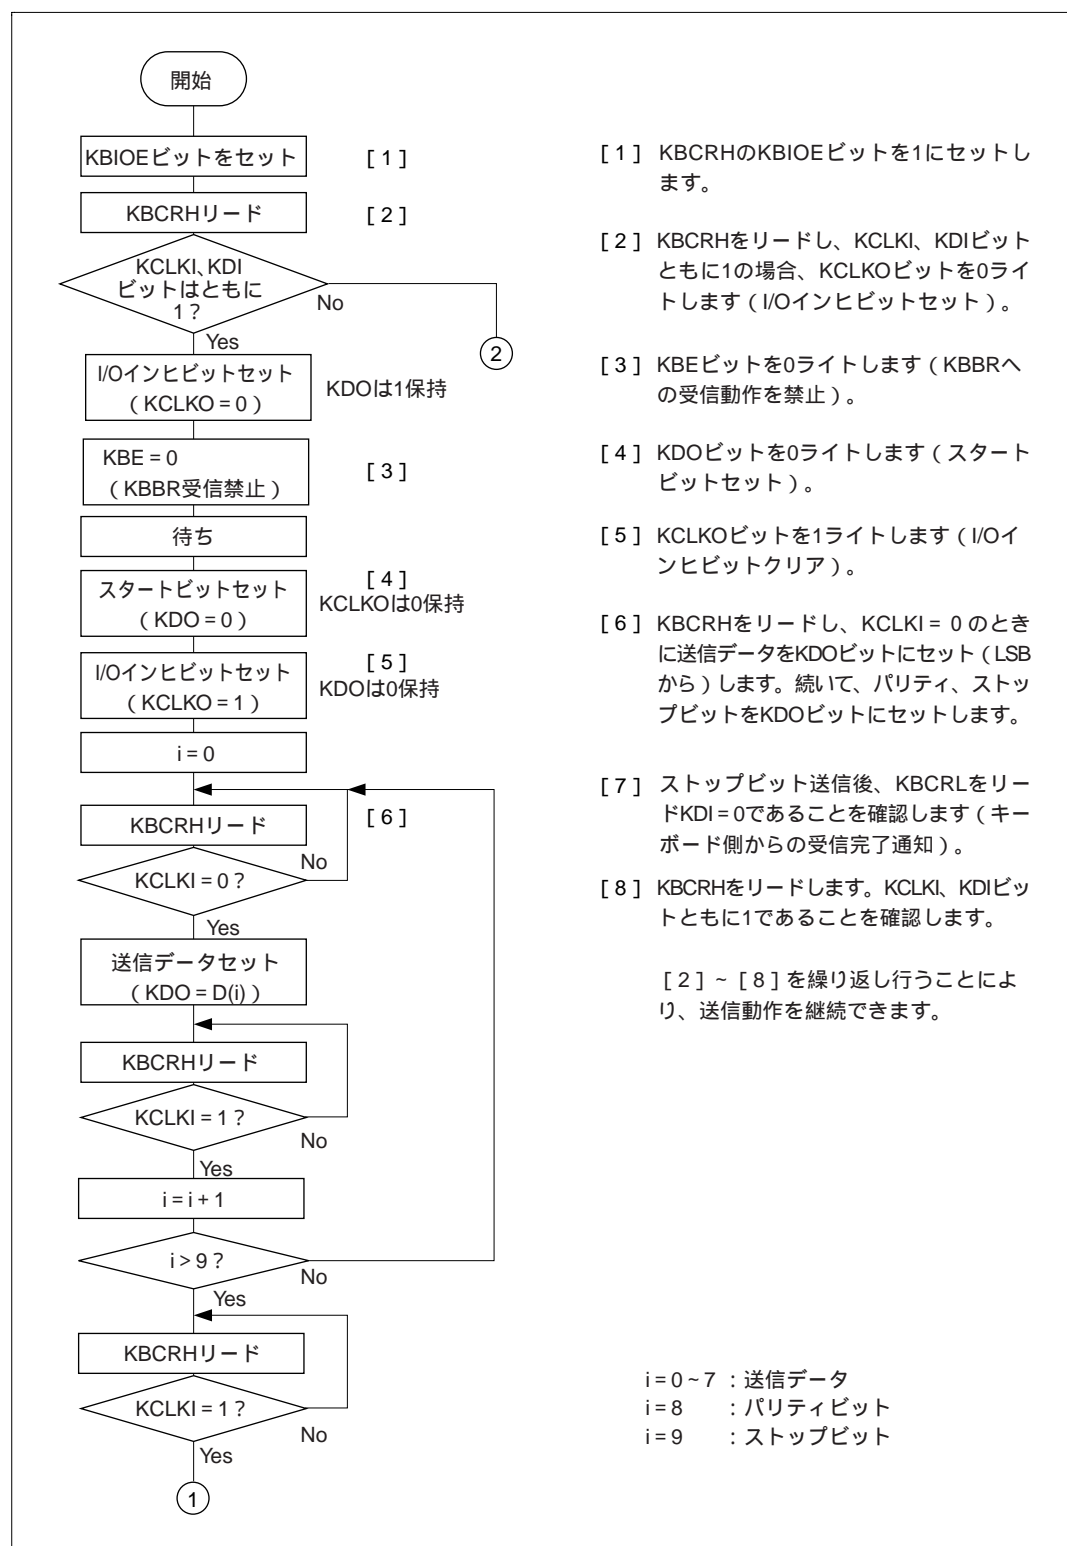 開始
KBIOEビットをセット
[1]
KBCRHリード
[2]
KCLKI、KDI
ビットはともに
1?
No
Yes
2
I/Oインヒビットセット
(KCLKO = 0)
KDOは1保持
KBE = 0
(KBBR受信禁止)
[3]
待ち
スタートビットセット
(KDO = 0)
[4]
KCLKOは0保持
I/Oインヒビットセット
(KCLKO = 1)
[5]
KDOは0保持
i = 0
KBCRHリード
[6]
KCLKI = 0?
No
Yes
送信データセット
(KDO = D(i))
KBCRHリード
KCLKI = 1?
No
Yes
i = i + 1
i > 9?
No
Yes
KBCRHリード
KCLKI = 1?
No
Yes
1
[1] KBCRHのKBIOEビットを1にセットし
ます。
[2] KBCRHをリードし、KCLKI、KDIビット
ともに1の場合、KCLKOビットを0ライ
トします(I/Oインヒビットセット)。
[3] KBEビットを0ライトします(KBBRへ
の受信動作を禁止)。
[4] KDOビットを0ライトします(スタート
ビットセット)。
[5] KCLKOビットを1ライトします(I/Oイ
ンヒビットクリア)。
[6] KBCRHをリードし、KCLKI = 0 のとき
に送信データをKDOビットにセット(LSB
から)します。続いて、パリティ、ストッ
プビットをKDOビットにセットします。
[7] ストップビット送信後、KBCRLをリー
ドKDI = 0であることを確認します(キー
ボード側からの受信完了通知)。
[8] KBCRHをリードします。KCLKI、KDIビッ
トともに1であることを確認します。
[2]~[8]を繰り返し行うことによ
り、送信動作を継続できます。
i = 0 ~ 7 :送信データ
i = 8 :パリティビット
i = 9 :ストップビット